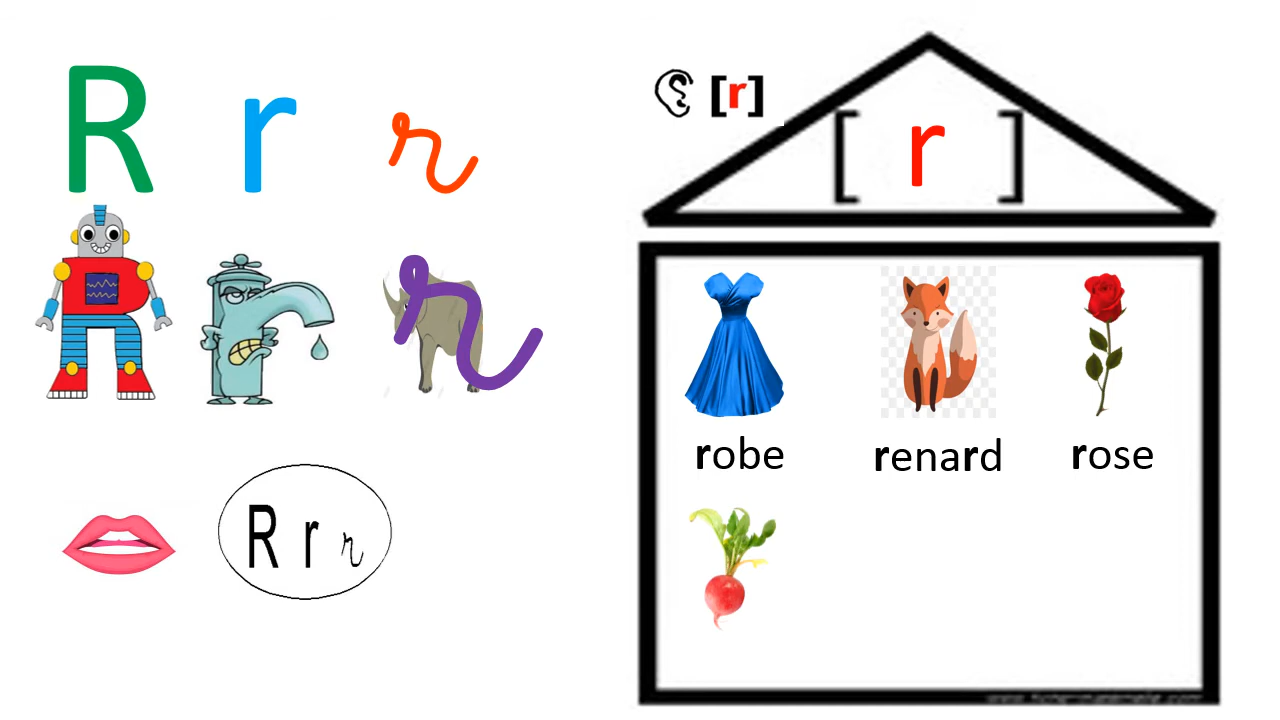 R r r
R r r
[r]
[ r ]
robe renard rose
r